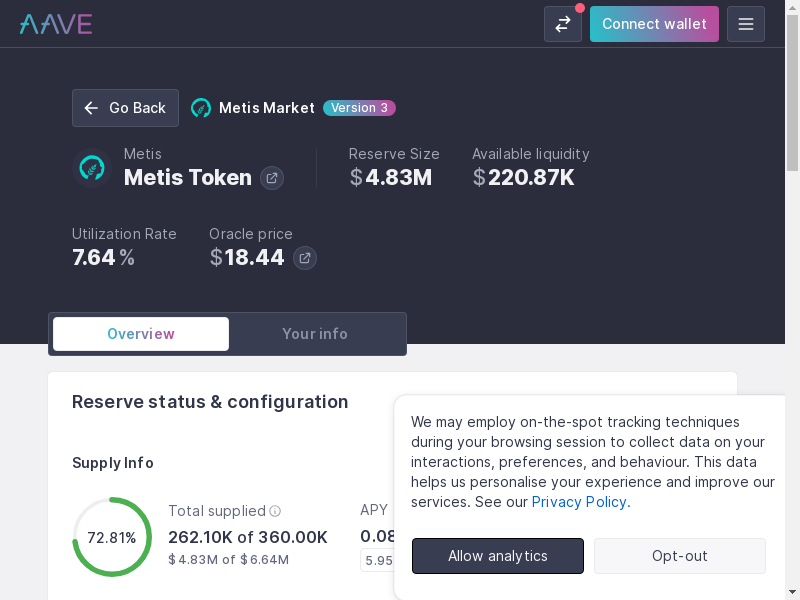 AAVE
Connect wallet
Go Back
Metis Market
Version 3
Metis
Metis Token
Reserve Size
$4.83M
Available liquidity
$220.87K
Utilization Rate
7.64%
Oracle price
$18.44
Overview
Your info
Reserve status & configuration
Supply Info
72.81%
Total supplied
262.10K of 360.00K
$4.83M of $6.64M
APY
0.08
5.95
We may employ on-the-spot tracking techniques
during your browsing session to collect data on your
interactions, preferences, and behaviour. This data
helps us personalise your experience and improve our
services. See our Privacy Policy.
Allow analytics
Opt-out